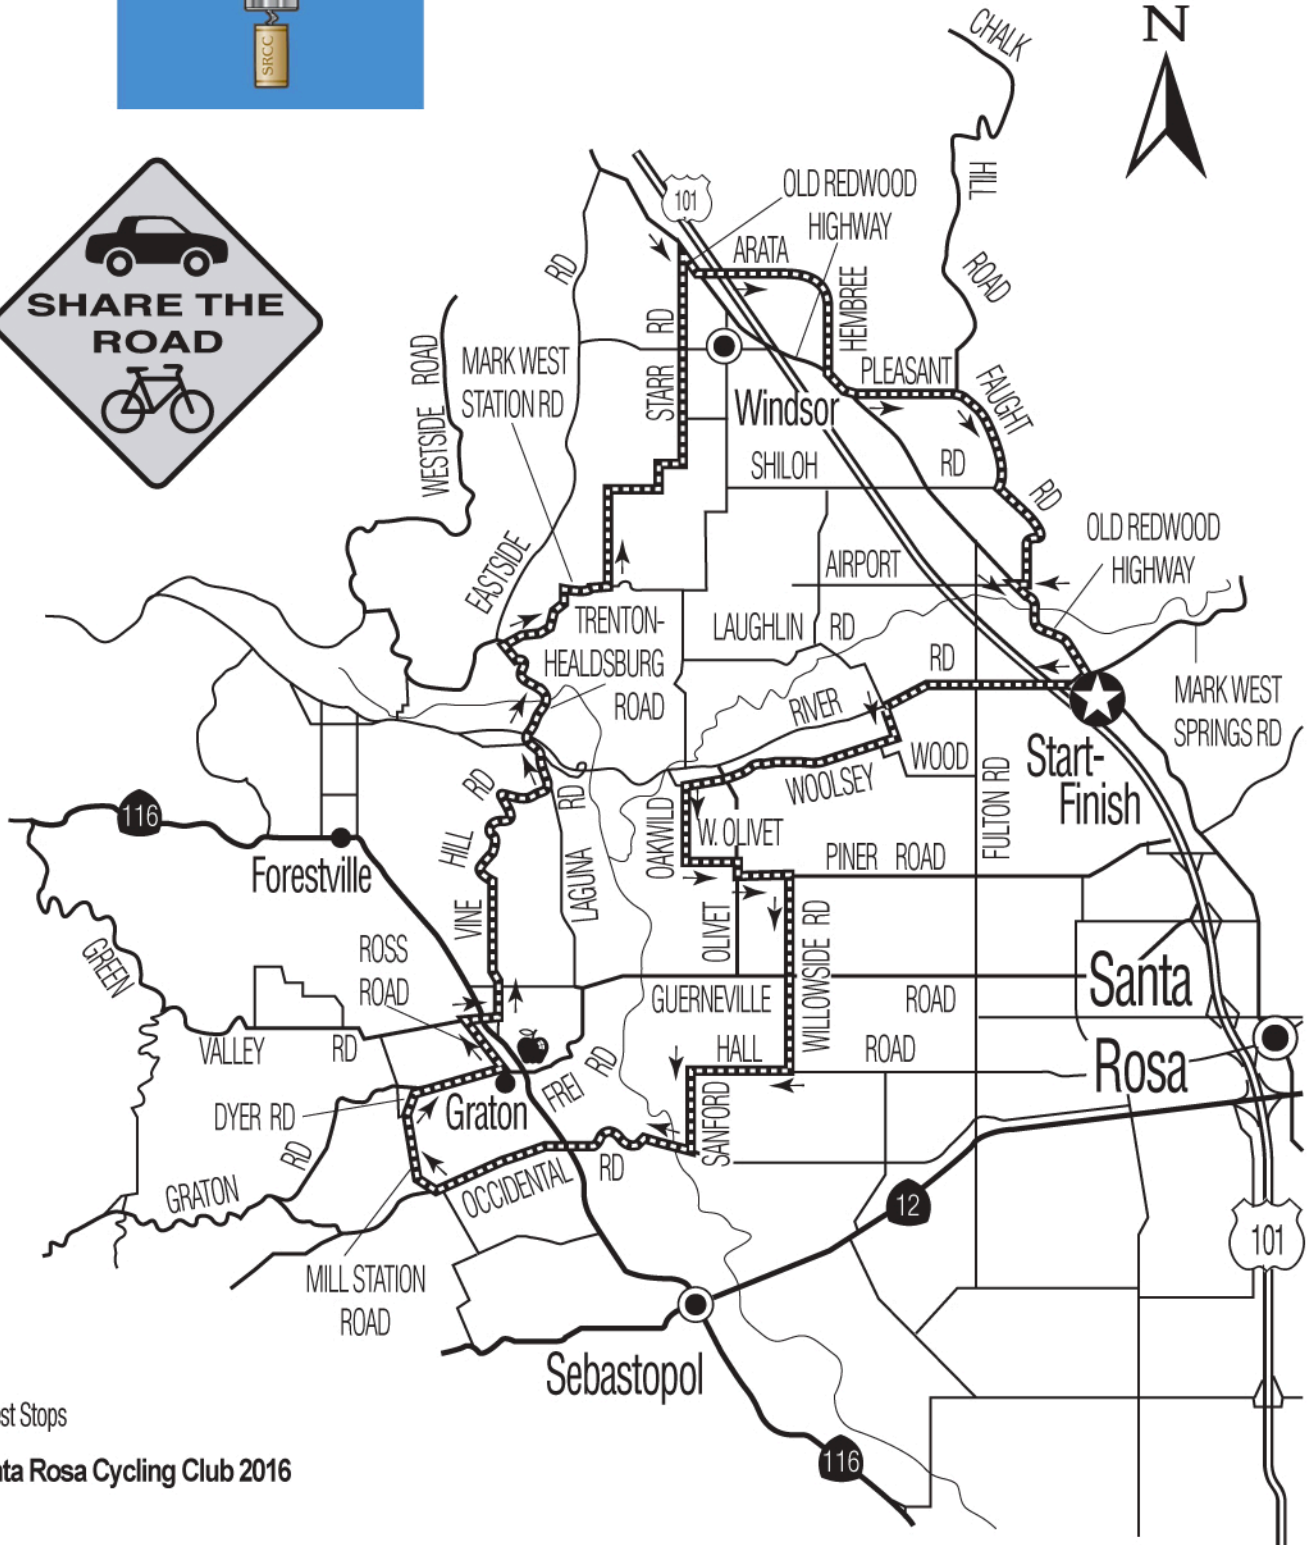 SRCC
N
CHALK
HILL
ROAD
101
OLD REDWOOD
HIGHWAY
ARATA
HEMBREE
RD
STARR RD
SHARE THE
ROAD
WESTSIDE ROAD
MARK WEST
STATION RD
PLEASANT
FAUGHT
RD
Windsor
SHILOH RD
EASTSIDE
OLD REDWOOD
HIGHWAY
AIRPORT
TRENTON-
HEALDSBURG
ROAD
LAUGHLIN RD
RD
RIVER
MARK WEST
SPRINGS RD
WOOD
WOOLSEY
Start-
Finish
FULTON RD
RD
HILL
VINE
RD
LAGUNA
OAKWILD
W. OLIVET
PINER ROAD
116
Forestville
OLIVET
WILLOWSIDE RD
ROSS
ROAD
GREEN
VALLEY RD
GUERNEVILLE ROAD
Santa
Rosa
HALL ROAD
SANFORD
FREI RD
DYER RD
Graton
GRATON RD
OCCIDENTAL RD
12
101
MILL STATION
ROAD
Sebastopol
116
st Stops
ta Rosa Cycling Club 2016